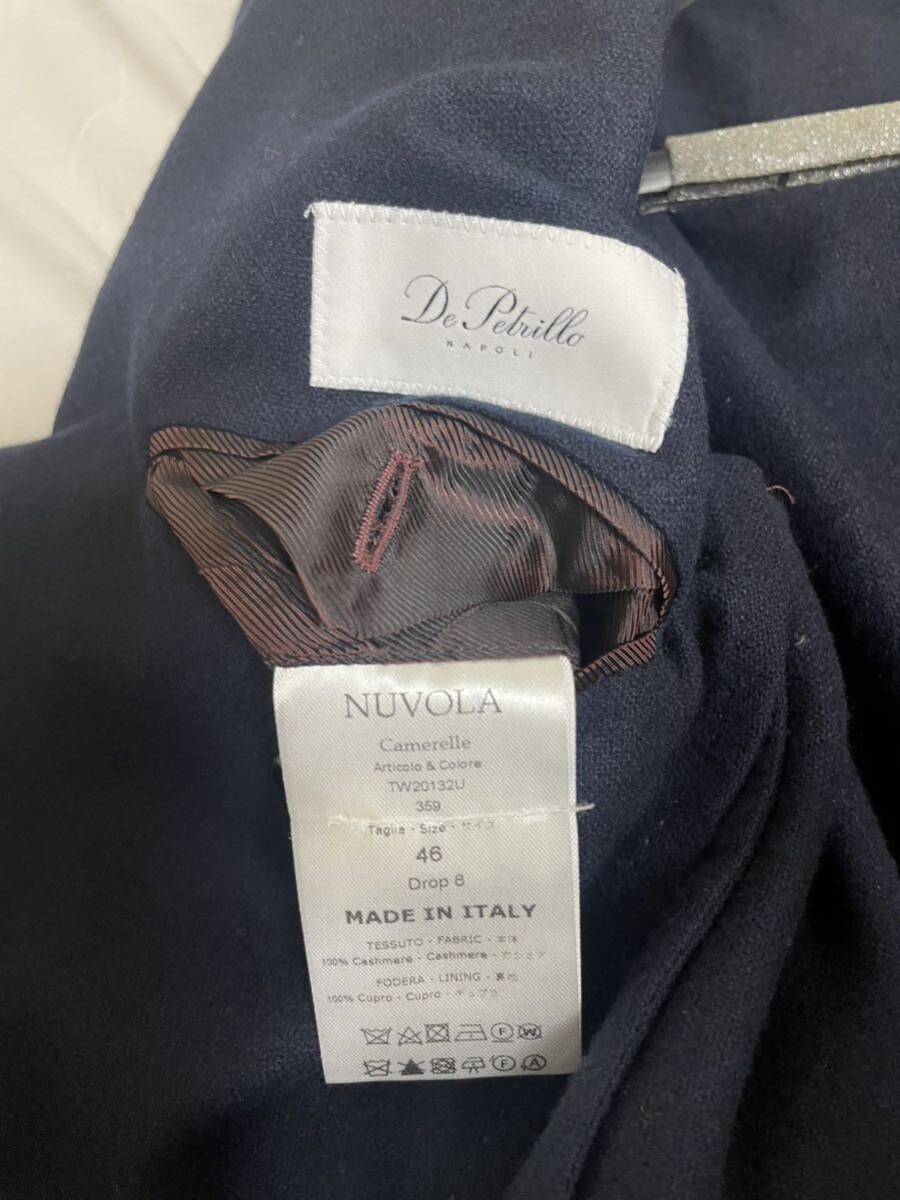 De Petrillo
NAPOLI
NUVOLA
Camerelle
Articolo & Colore
TW20132U
359
Taglia - Size - サイズ
46
Drop 8
MADE IN ITALY
TESSUTO - FABRIC - 本体
100% Cashmere - Cashmere - カシミア
FODERA - LINING - 裏地
100% Cupro - Cupro - キュプラ
F W
F A